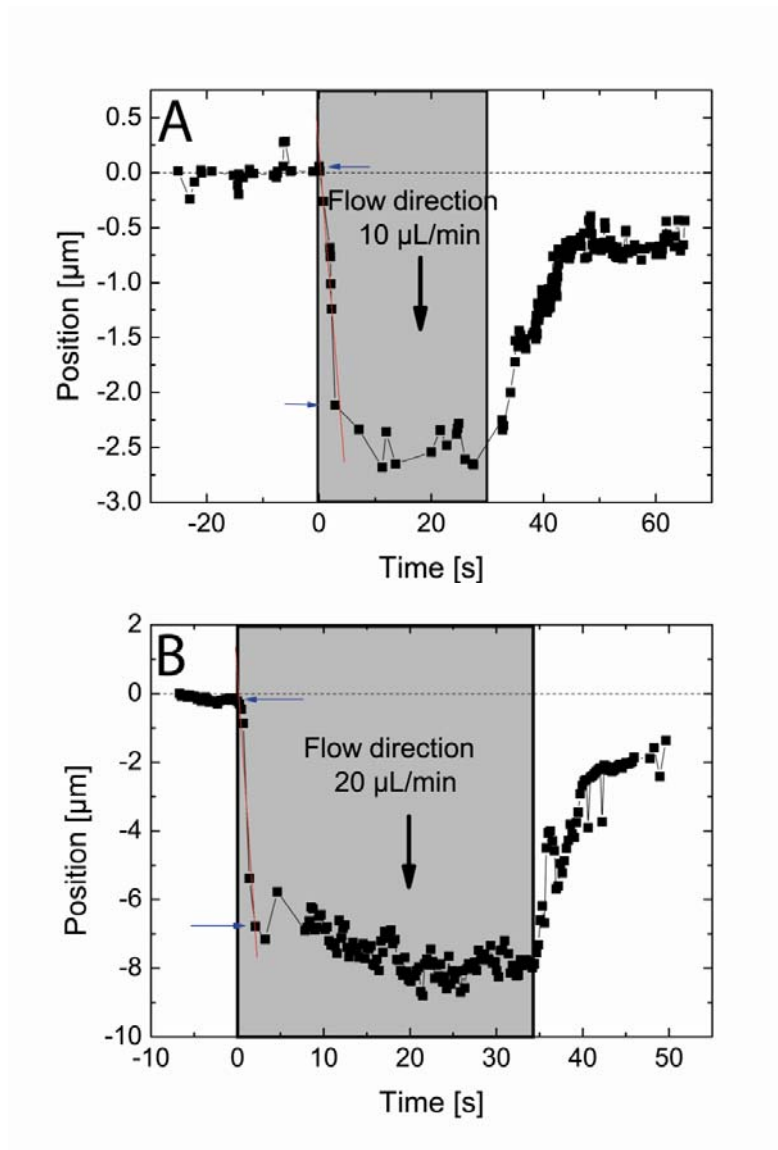 A
0.5
0.0
-0.5
-1.0
-1.5
-2.0
-2.5
-3.0
Position [µm]
Flow direction
10 µL/min
-20 0 20 40 60
Time [s]
B
2
0
-2
-4
-6
-8
-10
Position [µm]
Flow direction
20 µL/min
-10 0 10 20 30 40 50
Time [s]